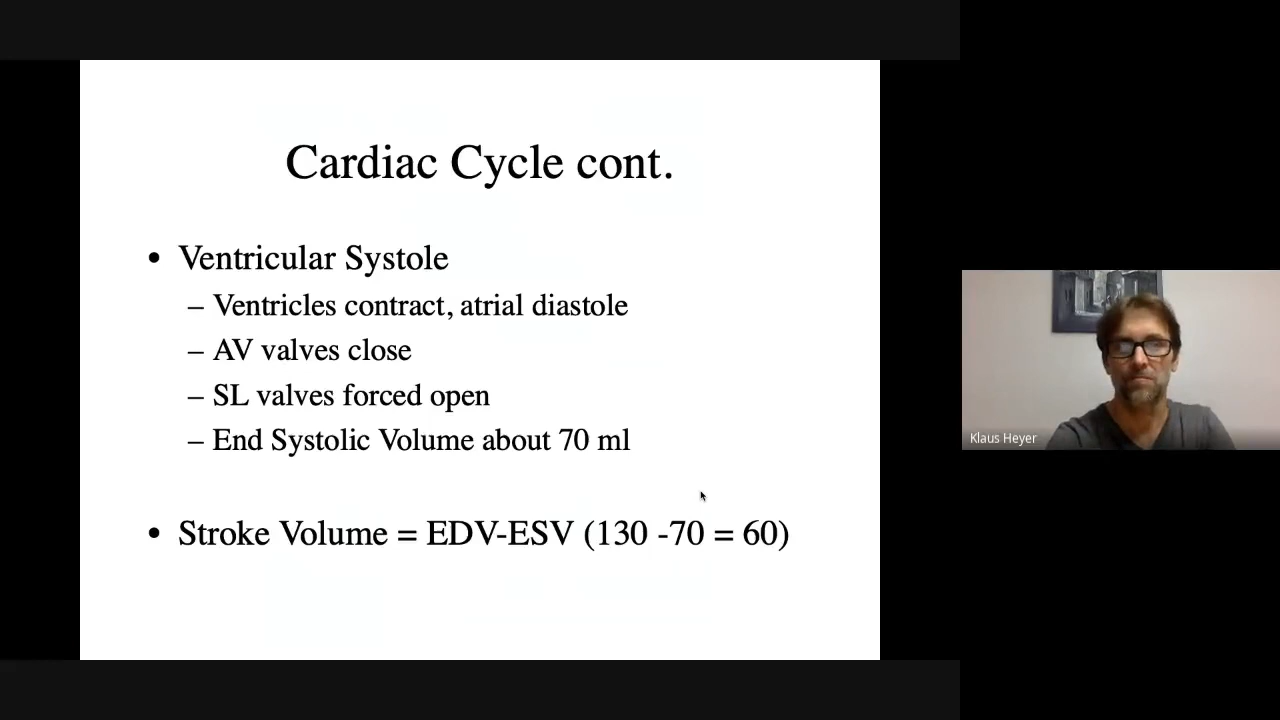 Cardiac Cycle cont.
• Ventricular Systole
– Ventricles contract, atrial diastole
– AV valves close
– SL valves forced open
– End Systolic Volume about 70 ml
• Stroke Volume = EDV-ESV (130 -70 = 60)
Klaus Heyer